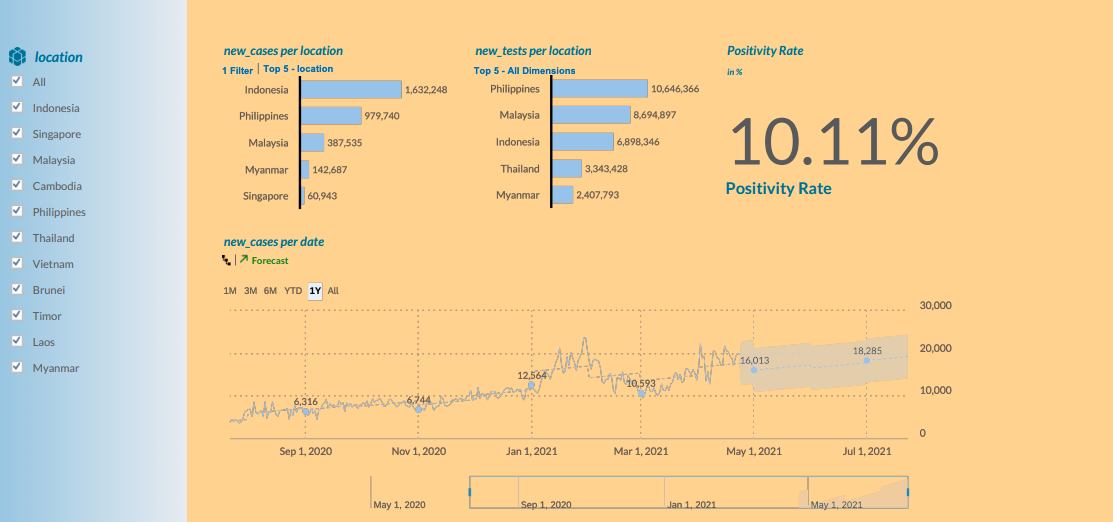 location
All
Indonesia
Singapore
Malaysia
Cambodia
Philippines
Thailand
Vietnam
Brunei
Timor
Laos
Myanmar
new_cases per location
1 Filter | Top 5 - location
Indonesia 1,632,248
Philippines 979,740
Malaysia 387,535
Myanmar 142,687
Singapore 60,943
new_tests per location
Top 5 - All Dimensions
Philippines 10,646,366
Malaysia 8,694,897
Indonesia 6,898,346
Thailand 3,343,428
Myanmar 2,407,793
Positivity Rate
in %
10.11%
Positivity Rate
new_cases per date
Forecast
1M 3M 6M YTD 1Y All
30,000
20,000
10,000
0
6,316
6,744
12,564
10,593
16,013
18,285
Sep 1, 2020 Nov 1, 2020 Jan 1, 2021 Mar 1, 2021 May 1, 2021 Jul 1, 2021
May 1, 2020 Sep 1, 2020 Jan 1, 2021 May 1, 2021